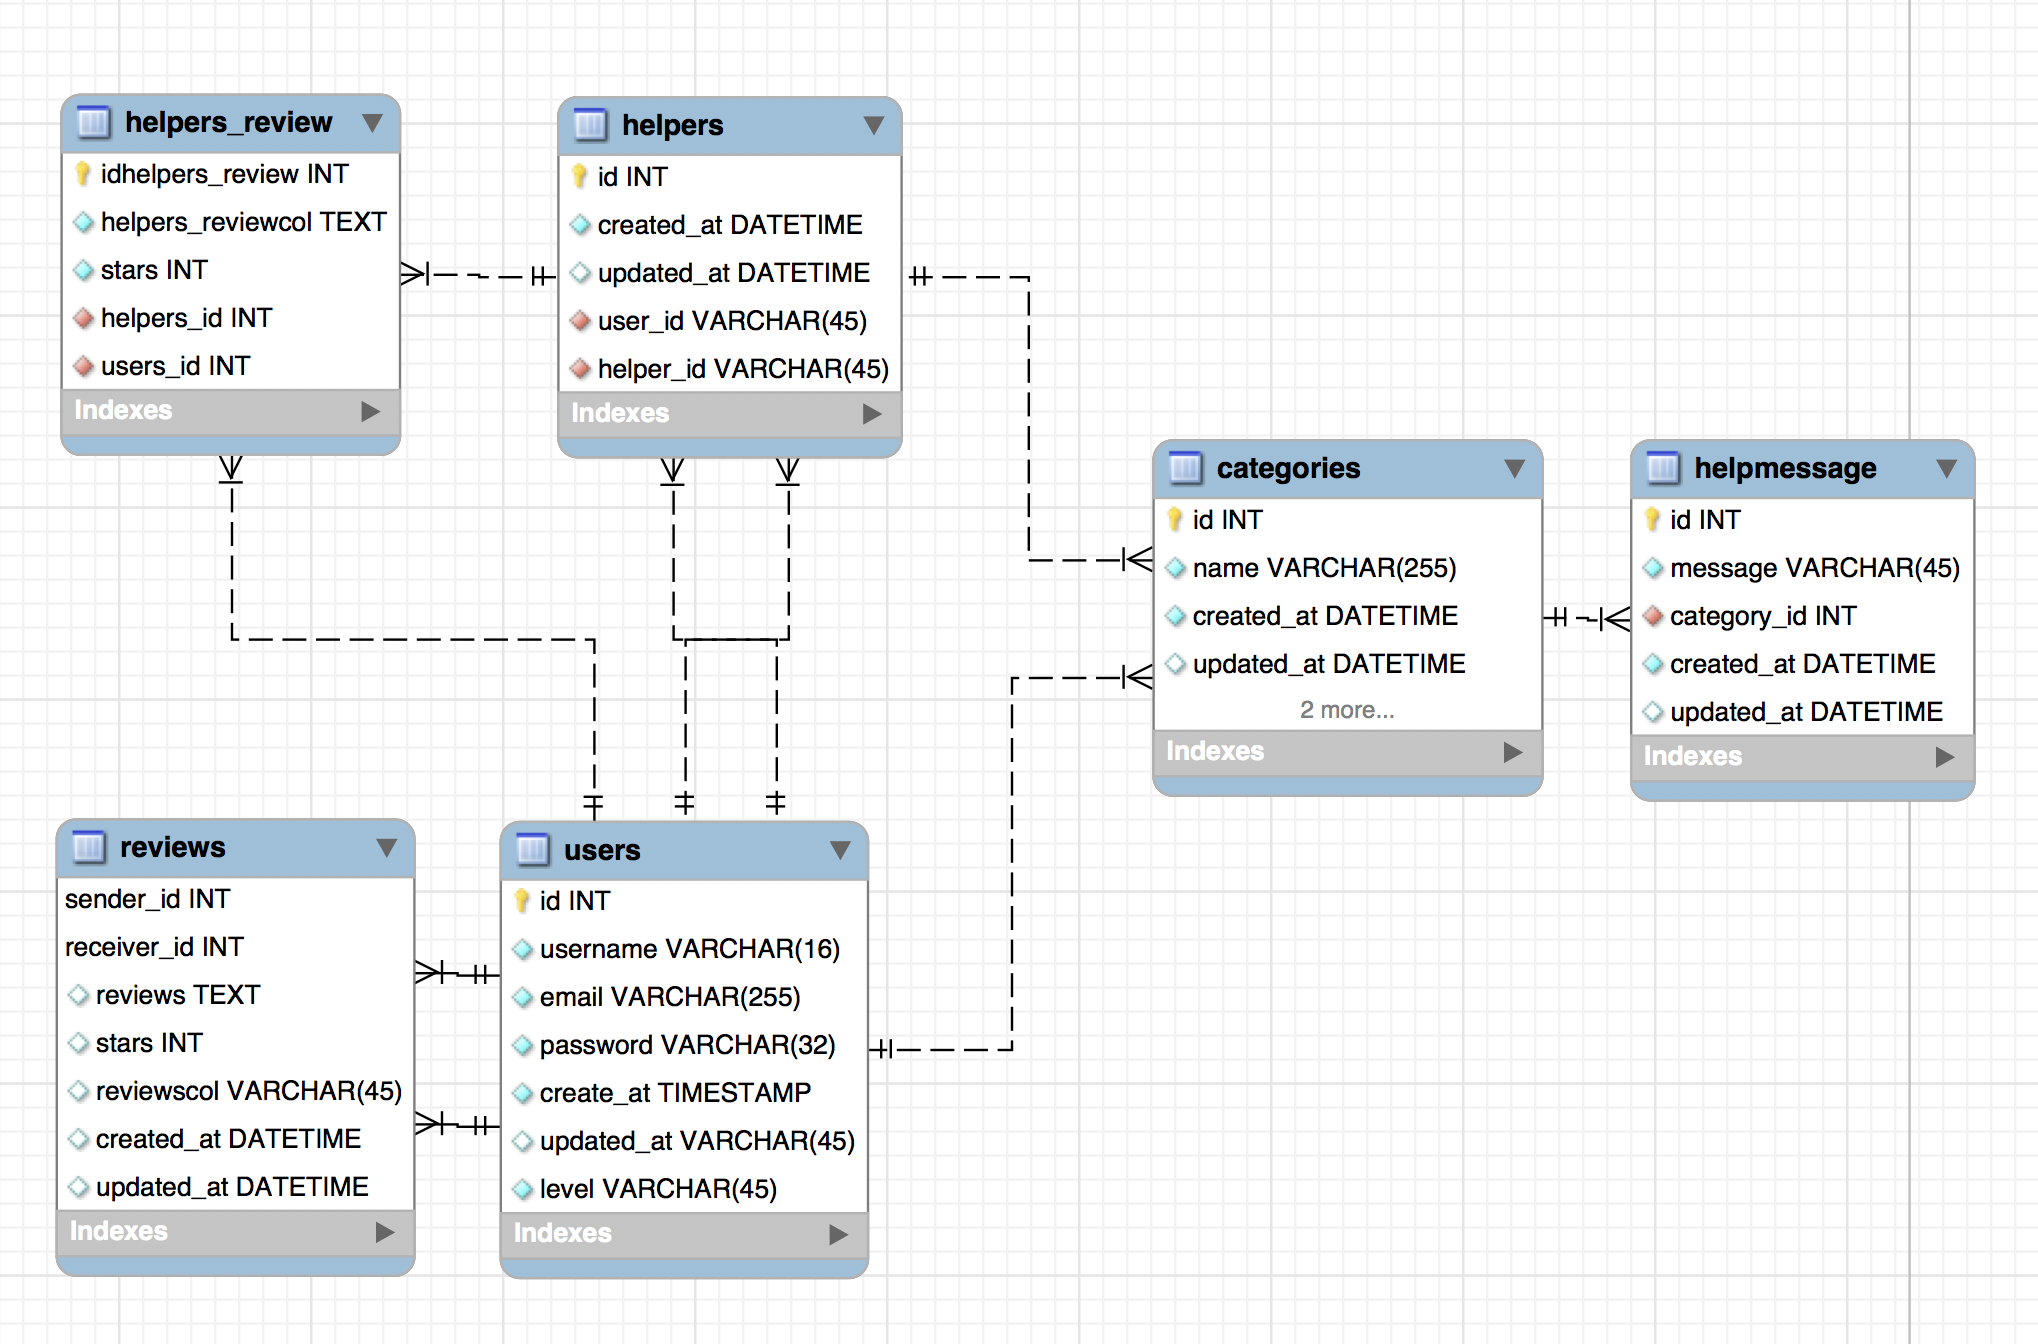 helpers_review
idhelpers_review INT
helpers_reviewcol TEXT
stars INT
helpers_id INT
users_id INT
Indexes
helpers
id INT
created_at DATETIME
updated_at DATETIME
user_id VARCHAR(45)
helper_id VARCHAR(45)
Indexes
categories
id INT
name VARCHAR(255)
created_at DATETIME
updated_at DATETIME
2 more...
Indexes
helpmessage
id INT
message VARCHAR(45)
category_id INT
created_at DATETIME
updated_at DATETIME
Indexes
reviews
sender_id INT
receiver_id INT
reviews TEXT
stars INT
reviewscol VARCHAR(45)
created_at DATETIME
updated_at DATETIME
Indexes
users
id INT
username VARCHAR(16)
email VARCHAR(255)
password VARCHAR(32)
create_at TIMESTAMP
updated_at VARCHAR(45)
level VARCHAR(45)
Indexes